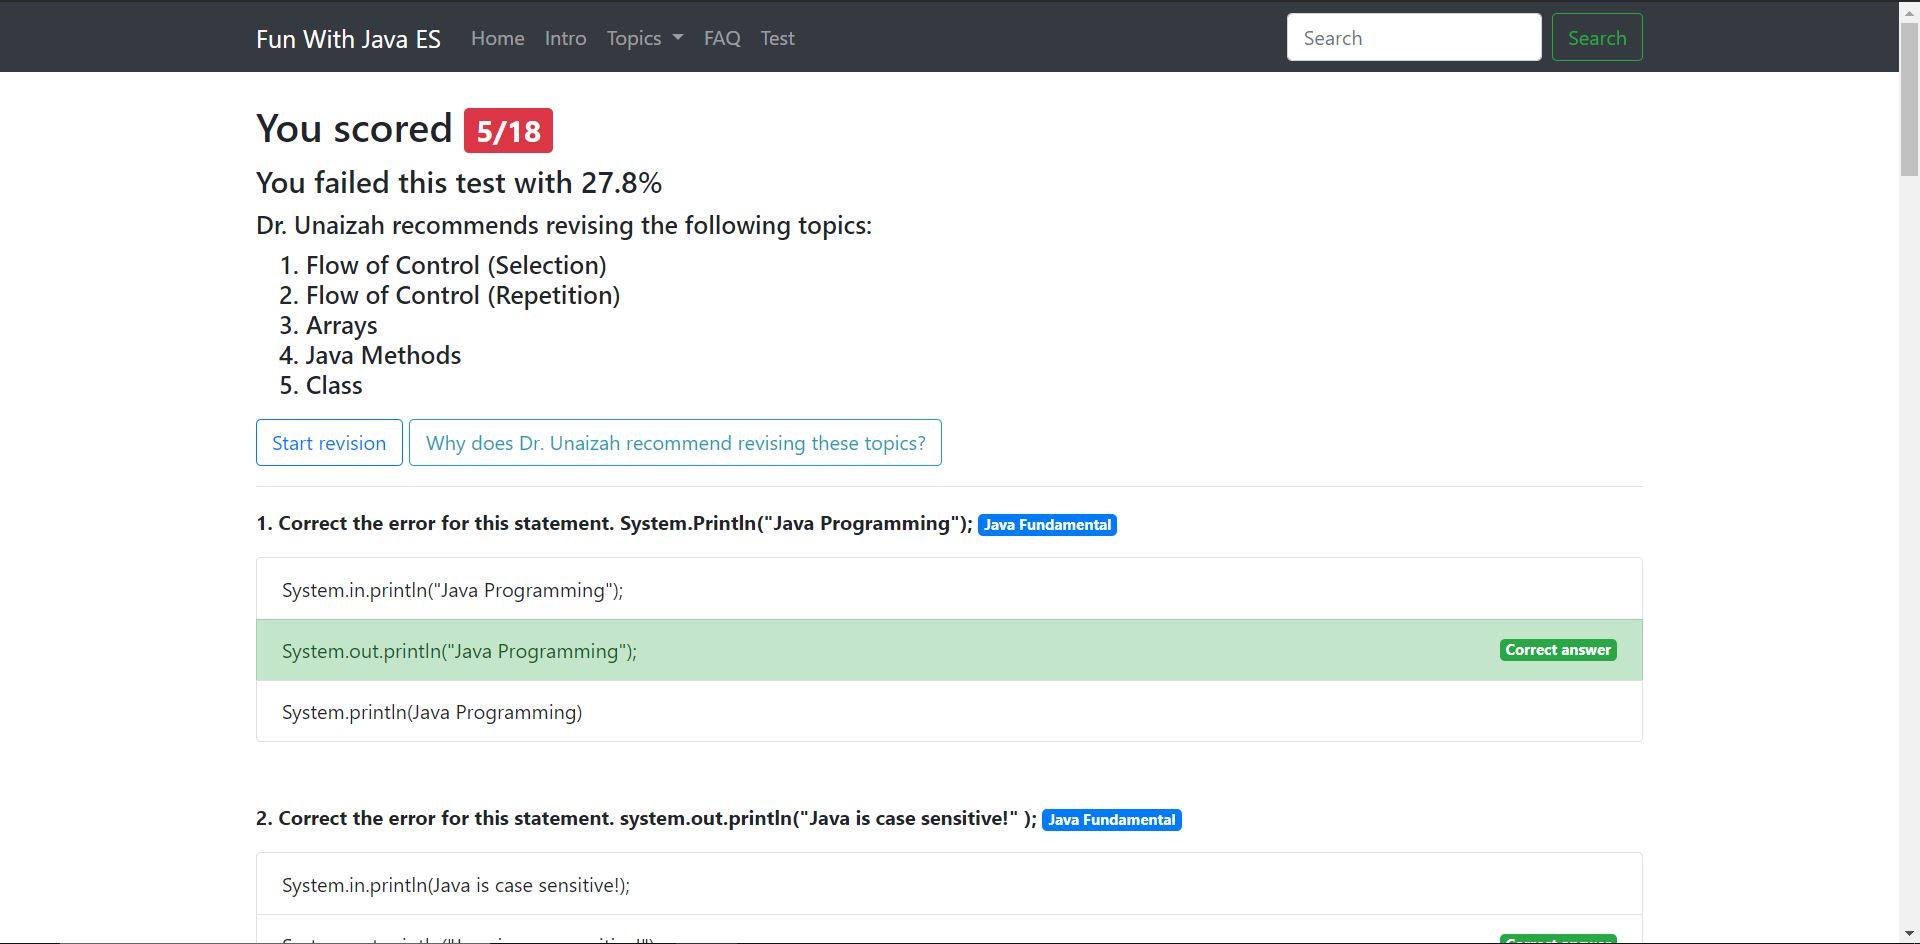 Fun With Java ES Home Intro Topics FAQ Test Search Search
You scored 5/18
You failed this test with 27.8%
Dr. Unaizah recommends revising the following topics:
1. Flow of Control (Selection)
2. Flow of Control (Repetition)
3. Arrays
4. Java Methods
5. Class
Start revision Why does Dr. Unaizah recommend revising these topics?
1. Correct the error for this statement. System.Println("Java Programming"); Java Fundamental
System.in.println("Java Programming");
System.out.println("Java Programming"); Correct answer
System.println(Java Programming)
2. Correct the error for this statement. system.out.println("Java is case sensitive!" ); Java Fundamental
System.in.println(Java is case sensitive!);